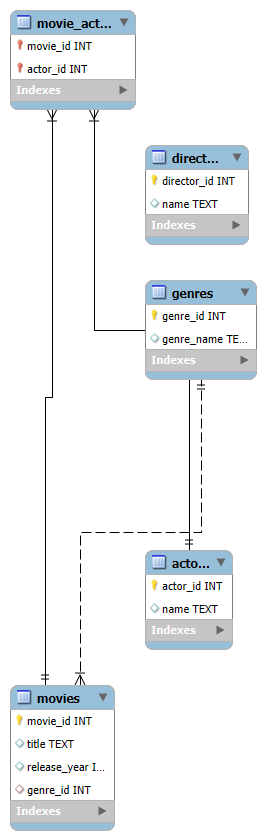 movie_act...
movie_id INT
actor_id INT
Indexes
direct...
director_id INT
name TEXT
Indexes
genres
genre_id INT
genre_name TE...
Indexes
acto...
actor_id INT
name TEXT
Indexes
movies
movie_id INT
title TEXT
release_year I...
genre_id INT
Indexes